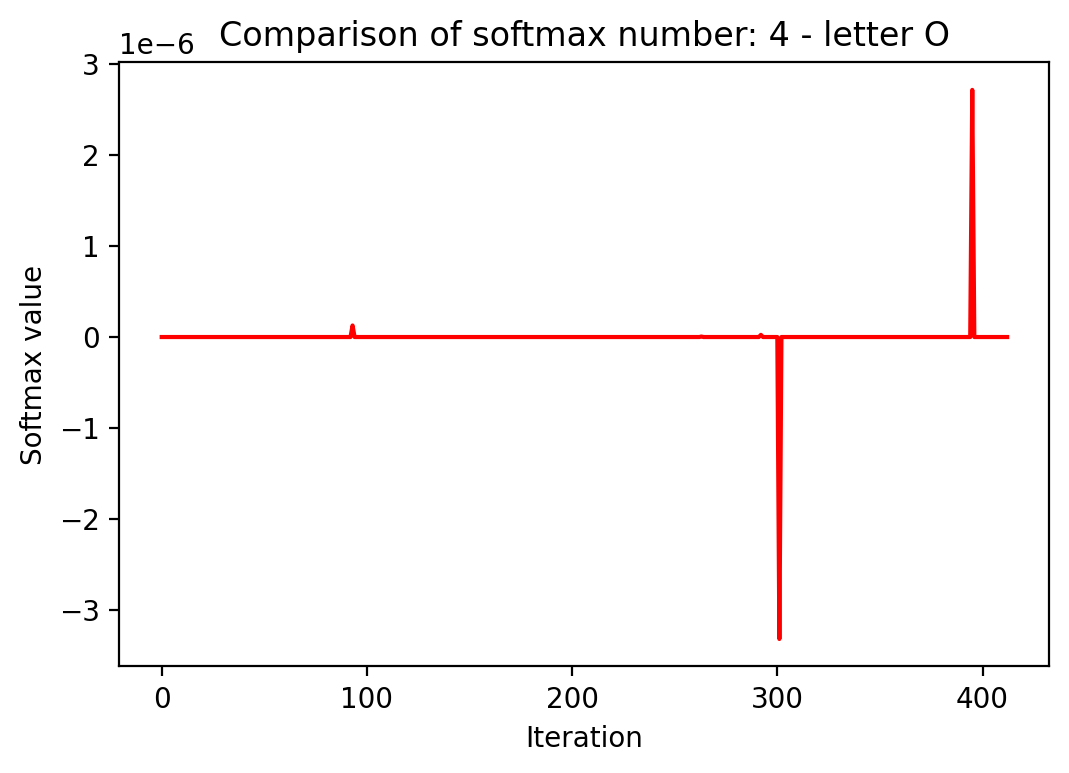 Comparison of softmax number: 4 - letter O
1e−6
3
2
1
0
−1
−2
−3
Softmax value
0 100 200 300 400
Iteration